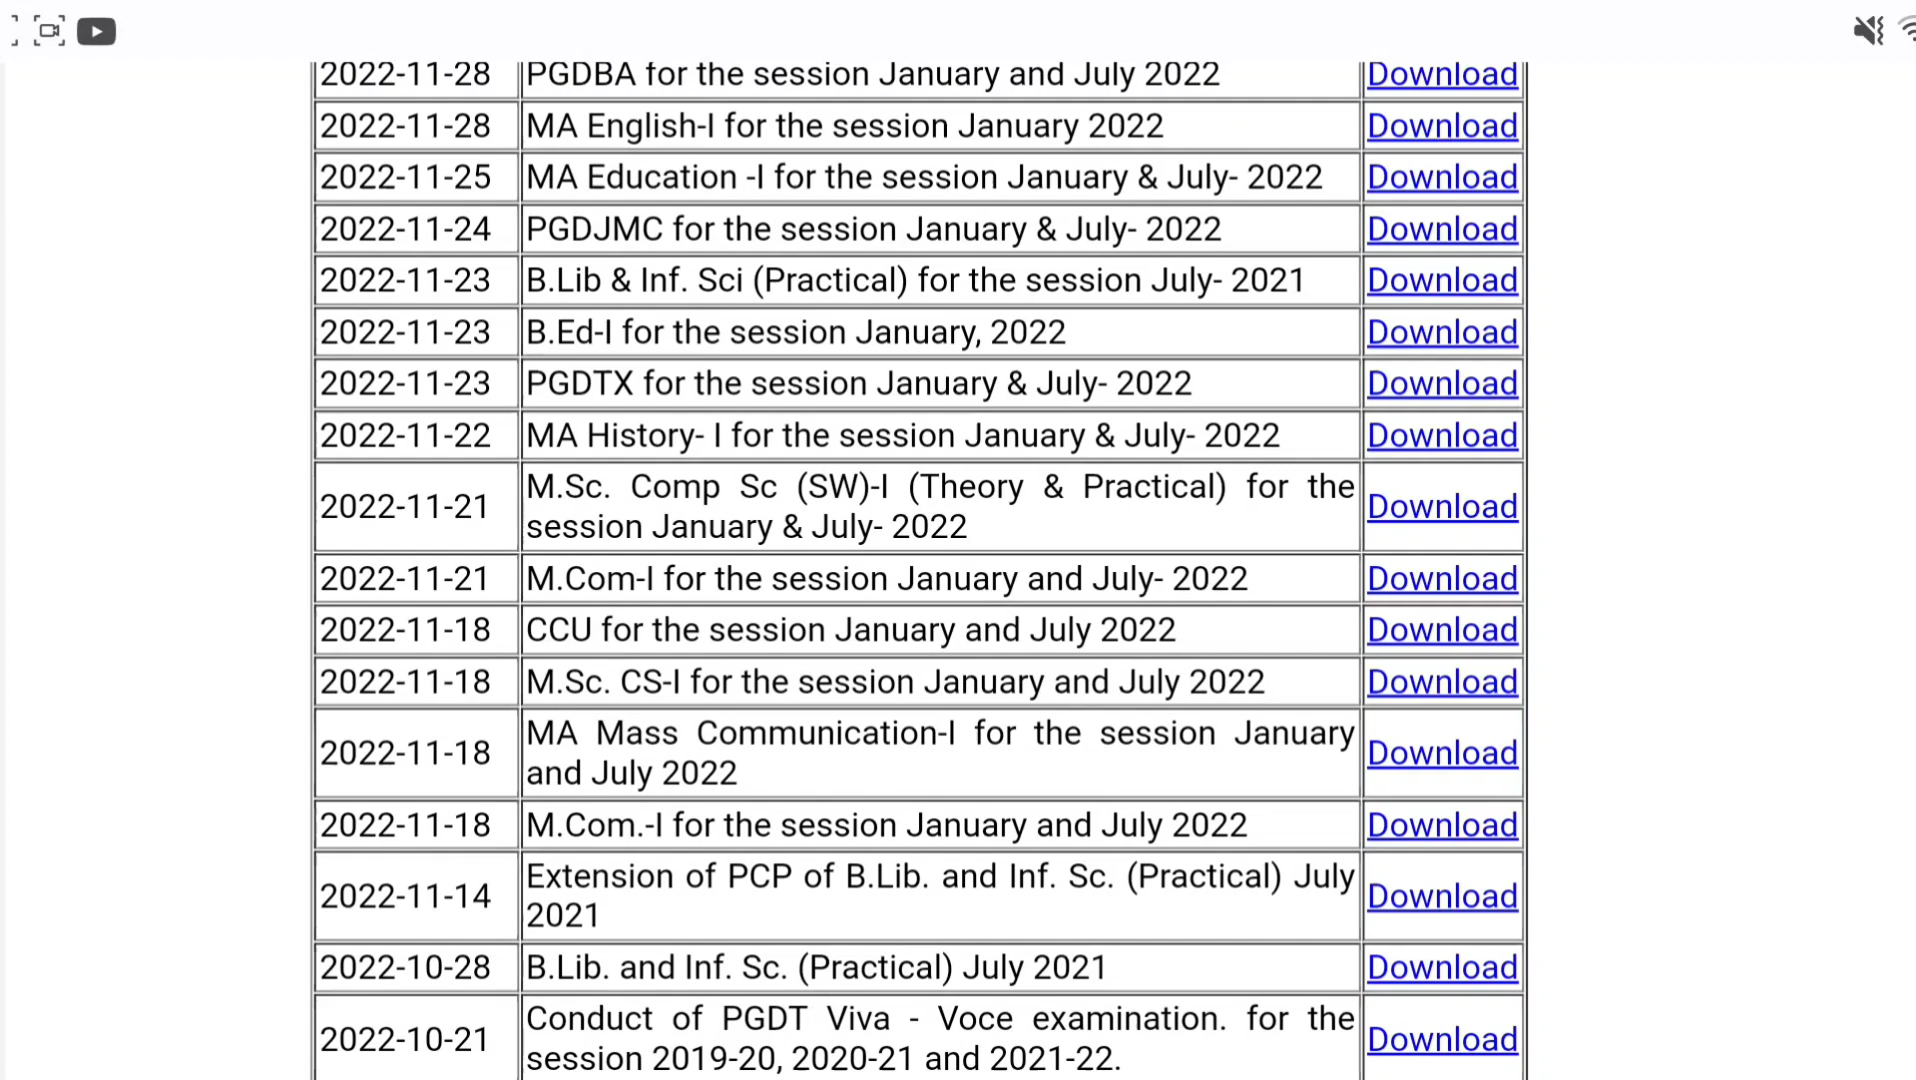 2022-11-28 PGDBA for the session January and July 2022 Download
2022-11-28 MA English-I for the session January 2022 Download
2022-11-25 MA Education -I for the session January & July- 2022 Download
2022-11-24 PGDJMC for the session January & July- 2022 Download
2022-11-23 B.Lib & Inf. Sci (Practical) for the session July- 2021 Download
2022-11-23 B.Ed-I for the session January, 2022 Download
2022-11-23 PGDTX for the session January & July- 2022 Download
2022-11-22 MA History- I for the session January & July- 2022 Download
2022-11-21 M.Sc. Comp Sc (SW)-I (Theory & Practical) for the
session January & July- 2022 Download
2022-11-21 M.Com-I for the session January and July- 2022 Download
2022-11-18 CCU for the session January and July 2022 Download
2022-11-18 M.Sc. CS-I for the session January and July 2022 Download
2022-11-18 MA Mass Communication-I for the session January
and July 2022 Download
2022-11-18 M.Com.-I for the session January and July 2022 Download
2022-11-14 Extension of PCP of B.Lib. and Inf. Sc. (Practical) July
2021 Download
2022-10-28 B.Lib. and Inf. Sc. (Practical) July 2021 Download
2022-10-21 Conduct of PGDT Viva - Voce examination. for the
session 2019-20, 2020-21 and 2021-22. Download